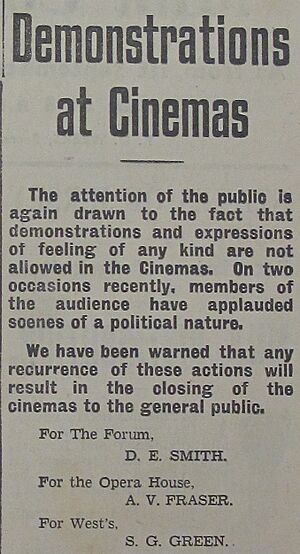 Demonstrations
at Cinemas
The attention of the public is
again drawn to the fact that
demonstrations and expressions
of feeling of any kind are not
allowed in the Cinemas. On two
occasions recently, members of
the audience have applauded
scenes of a political nature.
We have been warned that any
recurrence of these actions will
result in the closing of the
cinemas to the general public.
For The Forum,
D. E. SMITH.
For the Opera House,
A. V. FRASER.
For West's,
S. G. GREEN.